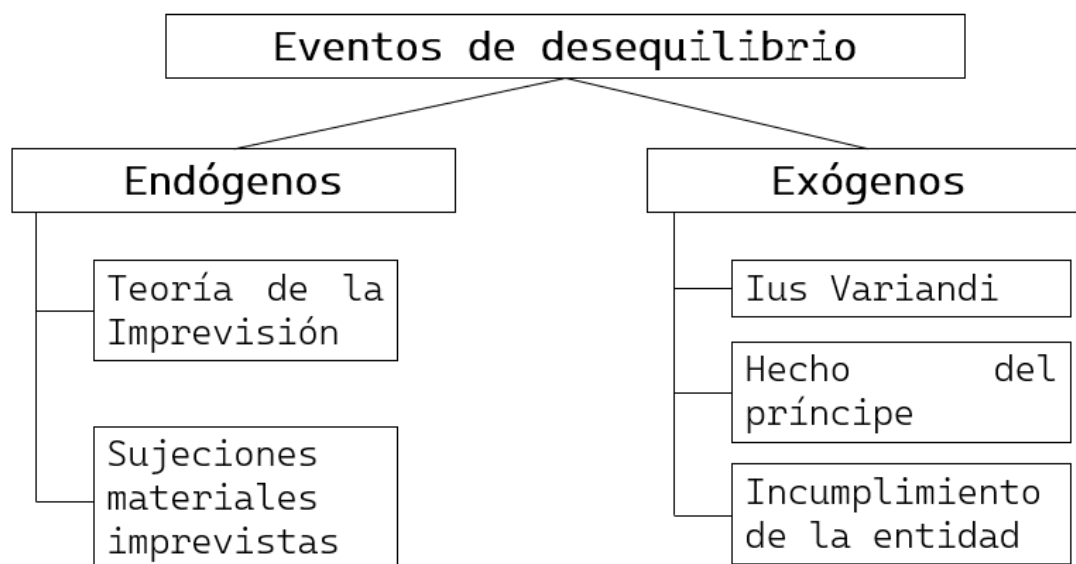 Eventos de desequilibrio
Endógenos
Teoría de la
Imprevisión
Sujeciones
materiales
imprevistas
Exógenos
Ius Variandi
Hecho del
príncipe
Incumplimiento
de la entidad